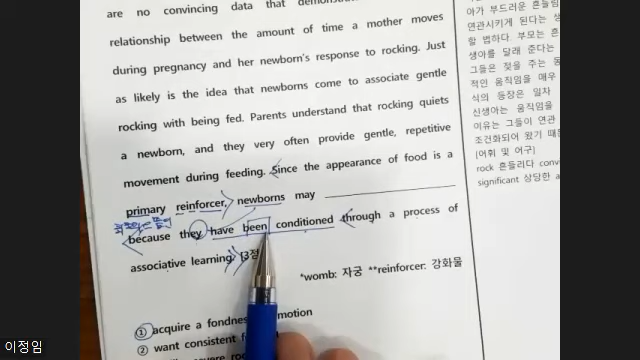 are no convincing data that
relationship between the amount of time a mother moves
during pregnancy and her newborn's response to rocking. Just
as likely is the idea that newborns come to associate gentle
rocking with being fed. Parents understand that rocking quiets
a newborn, and they very often provide gentle, repetitive
movement during feeding. Since the appearance of food is a
primary reinforcer, newborns may
because they have been conditioned through a process of
associative learning. [3점
*womb: 자궁 **reinforcer: 강화물
① acquire a fondness motion
② want consistent
아가 부드러운 흔들림
연관시키게 된다는 생
할 법하다. 부모는 흔
생아를 달래 준다는
그들은 젖을 주는 동
적인 움직임을 매우
식의 등장은 일차
신생아는 움직임을
이유는 그들이 연관
조건화되어 왔기 때문
[어휘 및 어구]
rock 흔들리다
significant 상당한
이정임